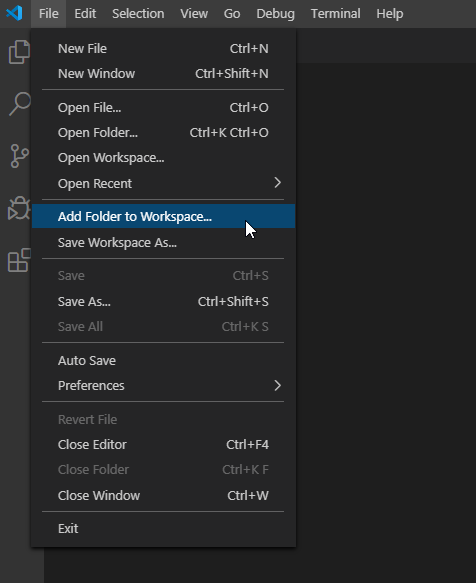 File Edit Selection View Go Debug Terminal Help
New File Ctrl+N
New Window Ctrl+Shift+N
Open File... Ctrl+O
Open Folder... Ctrl+K Ctrl+O
Open Workspace...
Open Recent
Add Folder to Workspace...
Save Workspace As...
Save Ctrl+S
Save As... Ctrl+Shift+S
Save All Ctrl+K S
Auto Save
Preferences
Revert File
Close Editor Ctrl+F4
Close Folder Ctrl+K F
Close Window Ctrl+W
Exit